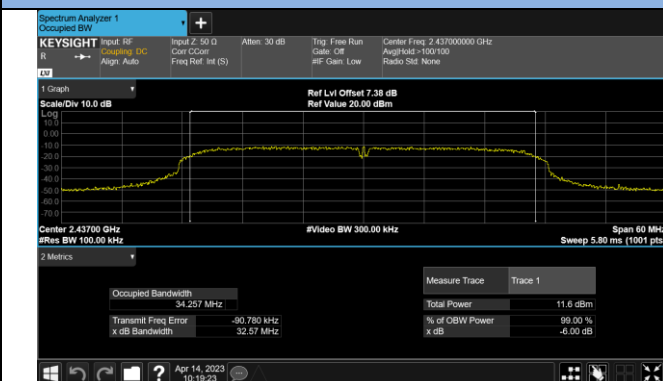 Spectrum Analyzer 1
Occupied BW
+
KEYSIGHT Input: RF Input Z: 50 Ω Atten: 30 dB Trig: Free Run Center Freq: 2.437000000 GHz
R Coupling: DC Corr CCorr Gate: Off Avg|Hold:>100/100
Align: Auto Freq Ref: Int (S) #IF Gain: Low Radio Std: None
LXI
1 Graph Ref Lvl Offset 7.38 dB
Scale/Div 10.0 dB Ref Value 20.00 dBm
Log
10.0
0.00
-10.0
-20.0
-30.0
-40.0
-50.0
-60.0
-70.0
Center 2.43700 GHz #Video BW 300.00 kHz Span 60 MHz
#Res BW 100.00 kHz Sweep 5.80 ms (1001 pts)
2 Metrics
Measure Trace Trace 1
Occupied Bandwidth
34.257 MHz Total Power 11.6 dBm
Transmit Freq Error -90.780 kHz % of OBW Power 99.00 %
x dB Bandwidth 32.57 MHz x dB -6.00 dB
? Apr 14, 2023
10:19:23